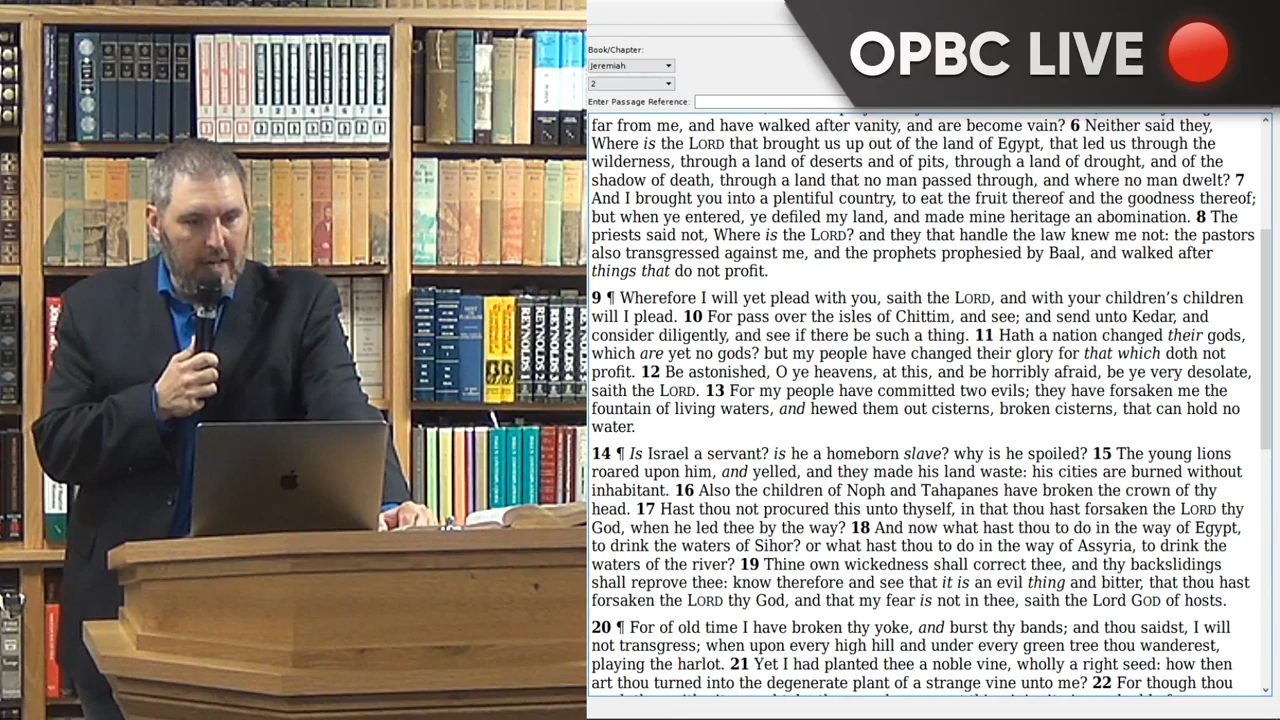 OPBC LIVE
Book/Chapter:
Jeremiah
2
Enter Passage Reference:
far from me, and have walked after vanity, and are become vain? 6 Neither said they,
Where is the LORD that brought us up out of the land of Egypt, that led us through the
wilderness, through a land of deserts and of pits, through a land of drought, and of the
shadow of death, through a land that no man passed through, and where no man dwelt? 7
And I brought you into a plentiful country, to eat the fruit thereof and the goodness thereof;
but when ye entered, ye defiled my land, and made mine heritage an abomination. 8 The
priests said not, Where is the LORD? and they that handle the law knew me not: the pastors
also transgressed against me, and the prophets prophesied by Baal, and walked after
things that do not profit.
9 ¶ Wherefore I will yet plead with you, saith the LORD, and with your children's children
will I plead. 10 For pass over the isles of Chittim, and see; and send unto Kedar, and
consider diligently, and see if there be such a thing. 11 Hath a nation changed their gods,
which are yet no gods? but my people have changed their glory for that which doth not
profit. 12 Be astonished, O ye heavens, at this, and be horribly afraid, be ye very desolate,
saith the LORD. 13 For my people have committed two evils; they have forsaken me the
fountain of living waters, and hewed them out cisterns, broken cisterns, that can hold no
water.
14 ¶ Is Israel a servant? is he a homeborn slave? why is he spoiled? 15 The young lions
roared upon him, and yelled, and they made his land waste: his cities are burned without
inhabitant. 16 Also the children of Noph and Tahapanes have broken the crown of thy
head. 17 Hast thou not procured this unto thyself, in that thou hast forsaken the LORD thy
God, when he led thee by the way? 18 And now what hast thou to do in the way of Egypt,
to drink the waters of Sihor? or what hast thou to do in the way of Assyria, to drink the
waters of the river? 19 Thine own wickedness shall correct thee, and thy backslidings
shall reprove thee: know therefore and see that it is an evil thing and bitter, that thou hast
forsaken the LORD thy God, and that my fear is not in thee, saith the Lord GOD of hosts.
20 ¶ For of old time I have broken thy yoke, and burst thy bands; and thou saidst, I will
not transgress; when upon every high hill and under every green tree thou wanderest,
playing the harlot. 21 Yet I had planted thee a noble vine, wholly a right seed: how then
art thou turned into the degenerate plant of a strange vine unto me? 22 For though thou
REYNOLDS 1
REYNOLDS 2
REYNOLDS
REYNOLDS